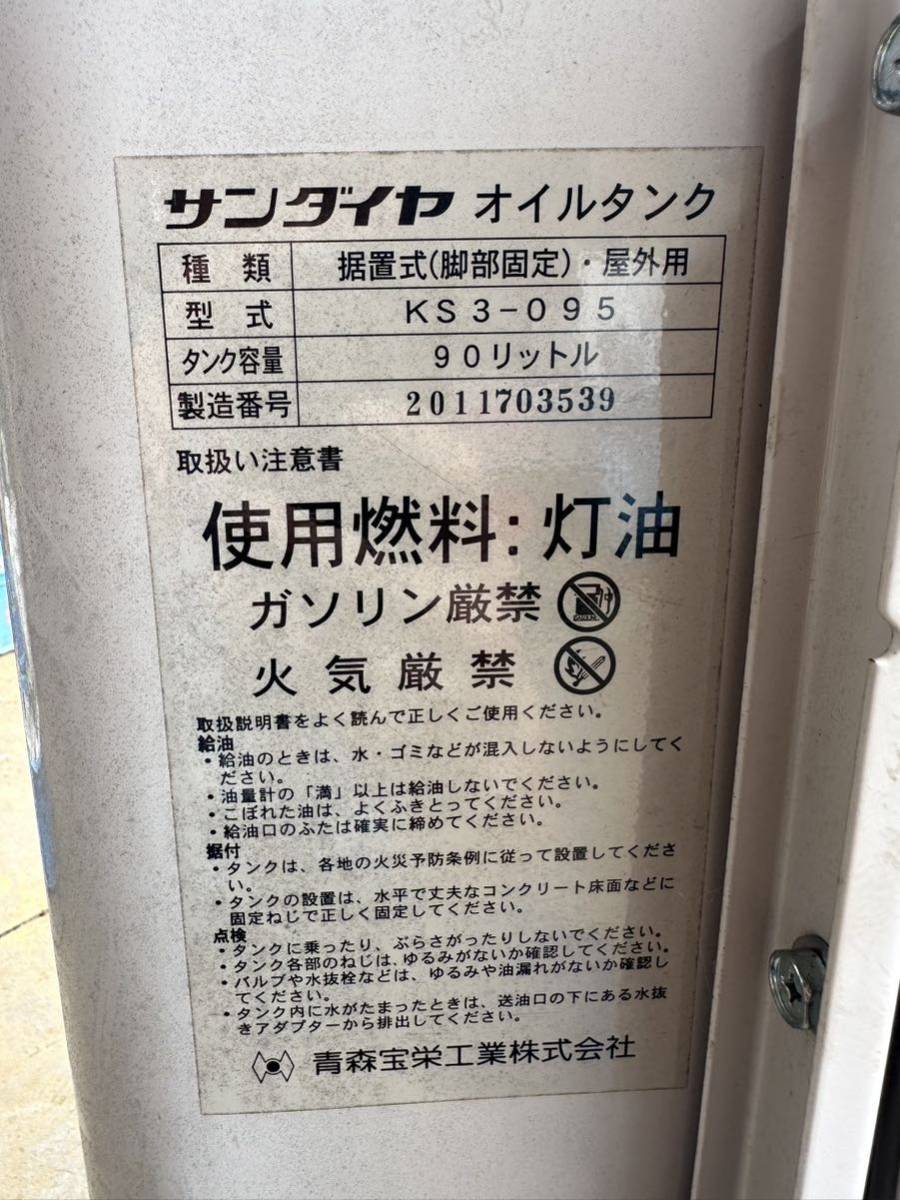 サンダイヤ オイルタンク
種類 据置式(脚部固定)・屋外用
型式 KS3-095
タンク容量 90リットル
製造番号 2011703539
取扱い注意書
使用燃料:灯油
ガソリン厳禁
火気厳禁
取扱説明書をよく読んで正しくご使用ください。
給油
・給油のときは、水・ゴミなどが混入しないようにしてく
ださい。
・油量計の「満」以上は給油しないでください。
・こぼれた油は、よくふきとってください。
・給油口のふたは確実に締めてください。
据付
・タンクは、各地の火災予防条例に従って設置してくださ
い。
・タンクの設置は、水平で丈夫なコンクリート床面などに
固定ねじで正しく固定してください。
点検
・タンクに乗ったり、ぶらさがったりしないでください。
・タンク各部のねじは、ゆるみがないか確認してください。
・バルブや水抜栓などは、ゆるみや油漏れがないか確認し
てください。
・タンク内に水がたまったときは、送油口の下にある水抜
きアダプターから排出してください。
青森宝栄工業株式会社